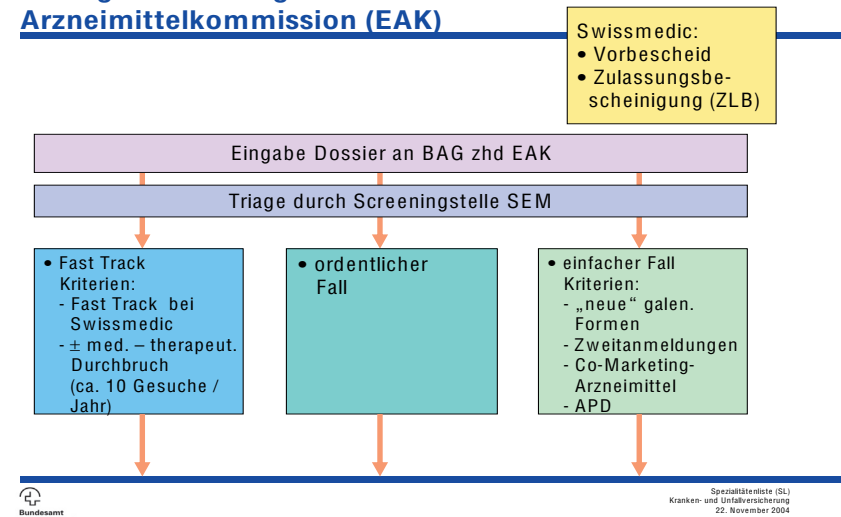 Arzneimittelkommission (EAK)
Swissmedic:
• Vorbescheid
• Zulassungsbe-
scheinigung (ZLB)
Eingabe Dossier an BAG zhd EAK
Triage durch Screeningstelle SEM
• Fast Track
Kriterien:
- Fast Track bei
Swissmedic
- ± med. – therapeut.
Durchbruch
(ca. 10 Gesuche /
Jahr)
• ordentlicher
Fall
• einfacher Fall
Kriterien:
- „neue“ galen.
Formen
- Zweitanmeldungen
- Co-Marketing-
Arzneimittel
- APD
Spezialitätenliste (SL)
Kranken- und Unfallversicherung
22. November 2004
Bundesamt